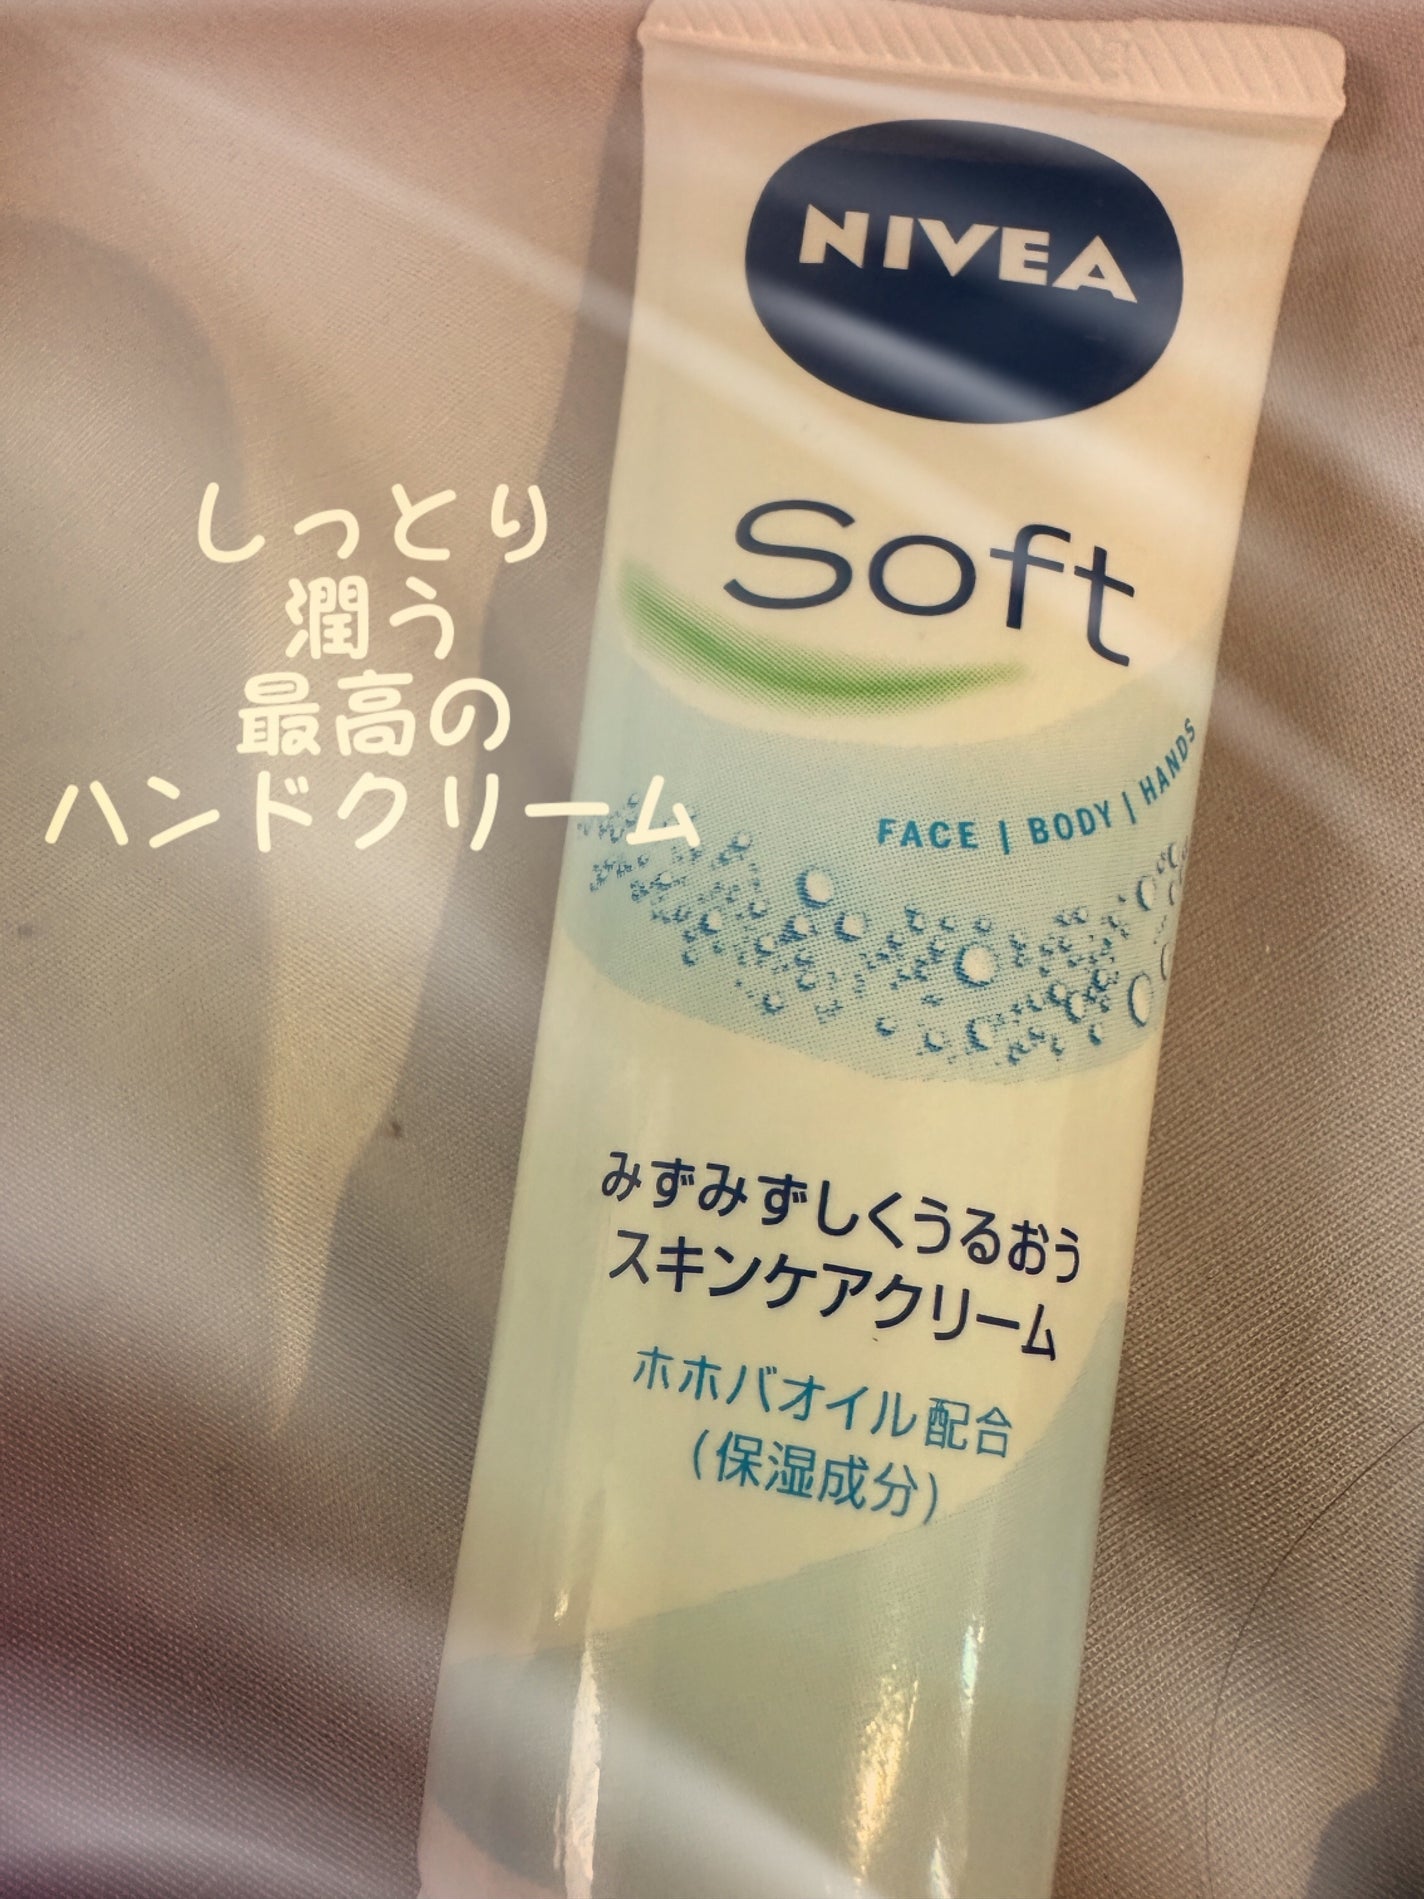 NIVEA
Soft
しっとり
潤う
最高の
ハンドクリーム
FACE | BODY | HANDS
みずみずしくうるおう
スキンケアクリーム
ホホバオイル配合
(保湿成分)